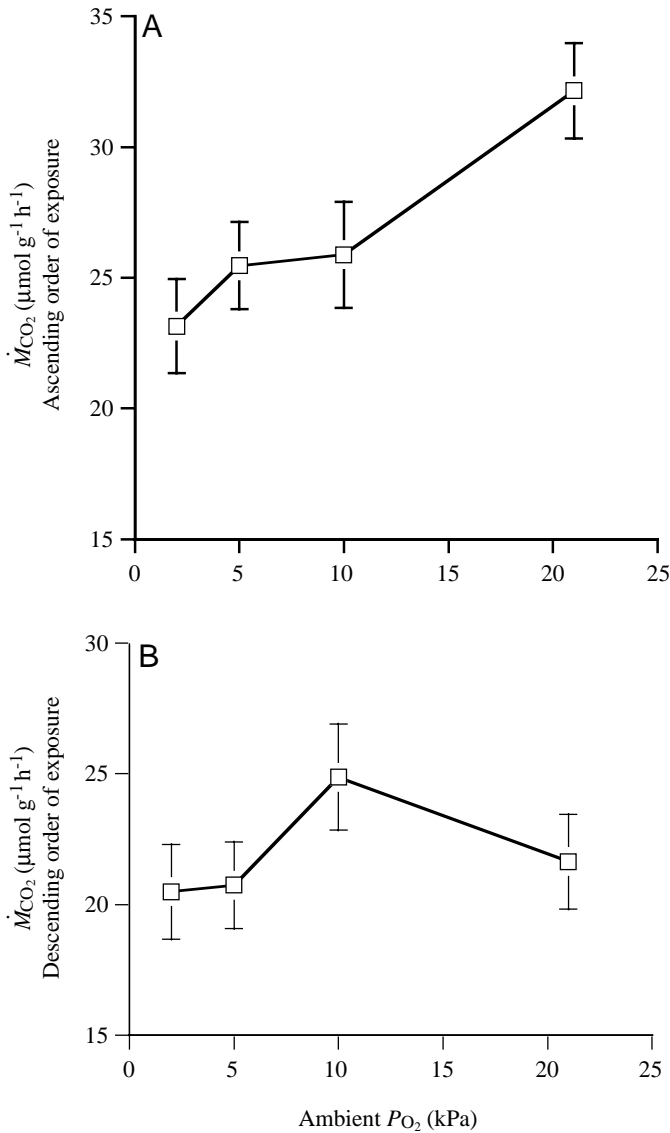 A
35
30
25
20
15
0 5 10 15 20 25
ṀCO₂ (μmol g⁻¹ h⁻¹)
Ascending order of exposure
B
30
25
20
15
0 5 10 15 20 25
ṀCO₂ (μmol g⁻¹ h⁻¹)
Descending order of exposure
Ambient PO₂ (kPa)